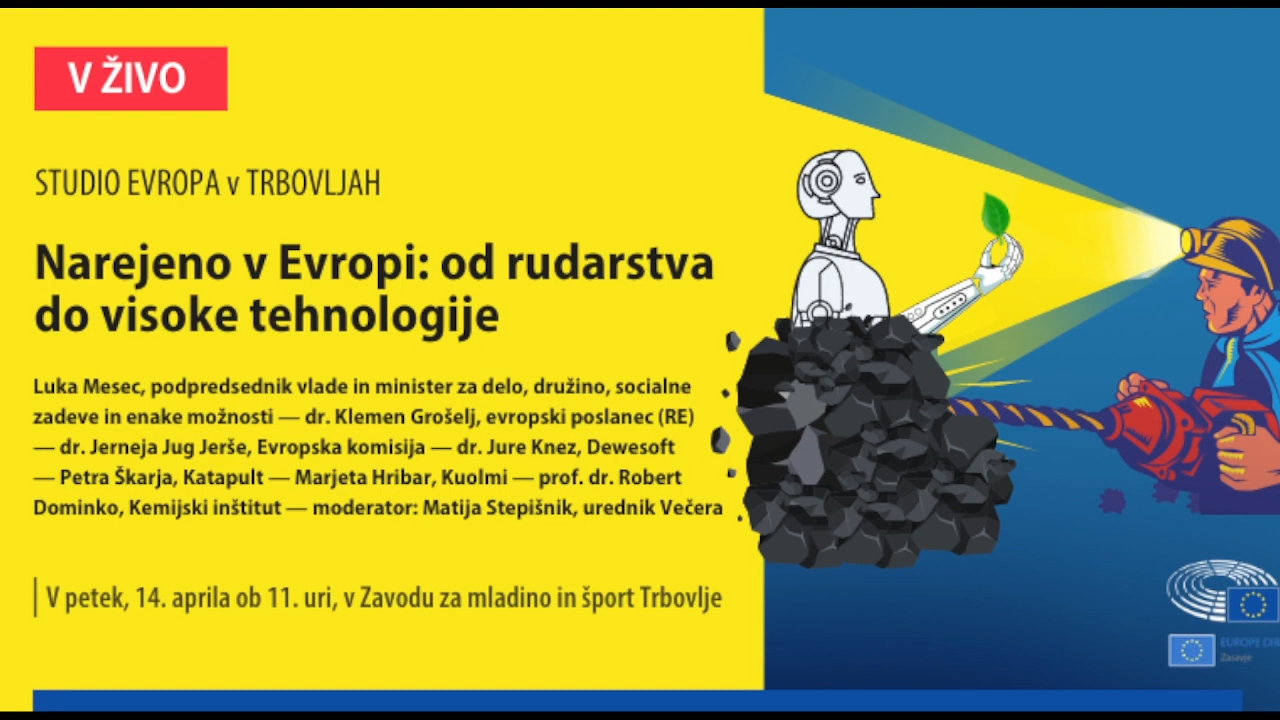 V ŽIVO
STUDIO EVROPA v TRBOVLJAH
Narejeno v Evropi: od rudarstva
do visoke tehnologije
Luka Mesec, podpredsednik vlade in minister za delo, družino, socialne
zadeve in enake možnosti — dr. Klemen Grošelj, evropski poslanec (RE)
— dr. Jerneja Jug Jerše, Evropska komisija — dr. Jure Knez, Dewesoft
— Petra Škarja, Katapult — Marjeta Hribar, Kuolmi — prof. dr. Robert
Dominko, Kemijski inštitut — moderator: Matija Stepišnik, urednik Večera
V petek, 14. aprila ob 11. uri, v Zavodu za mladino in šport Trbovlje
EUROPE
Zasavje